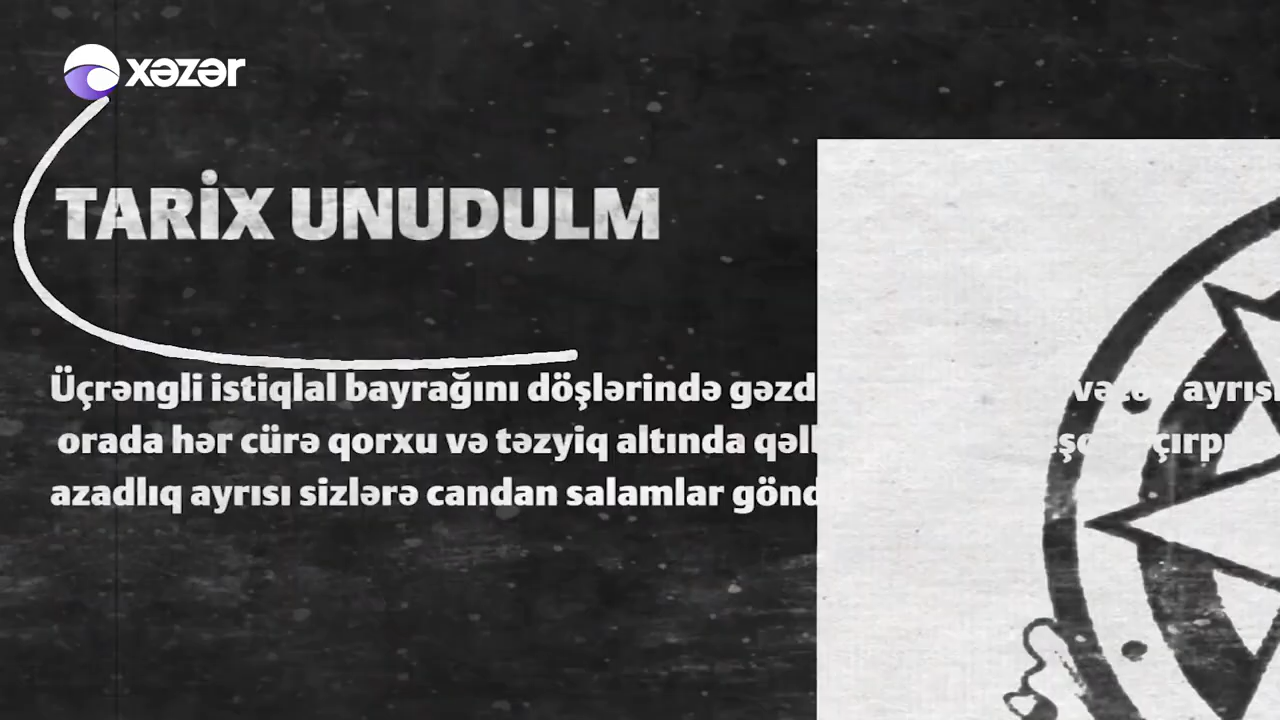 xəzər
TARİX UNUDULM
Üçrəngli istiqlal bayrağını döşlərində gəzd ayrısı
orada hər cürə qorxu və təzyiq altında qəl
azadlıq ayrısı sizlərə candan salamlar gönd